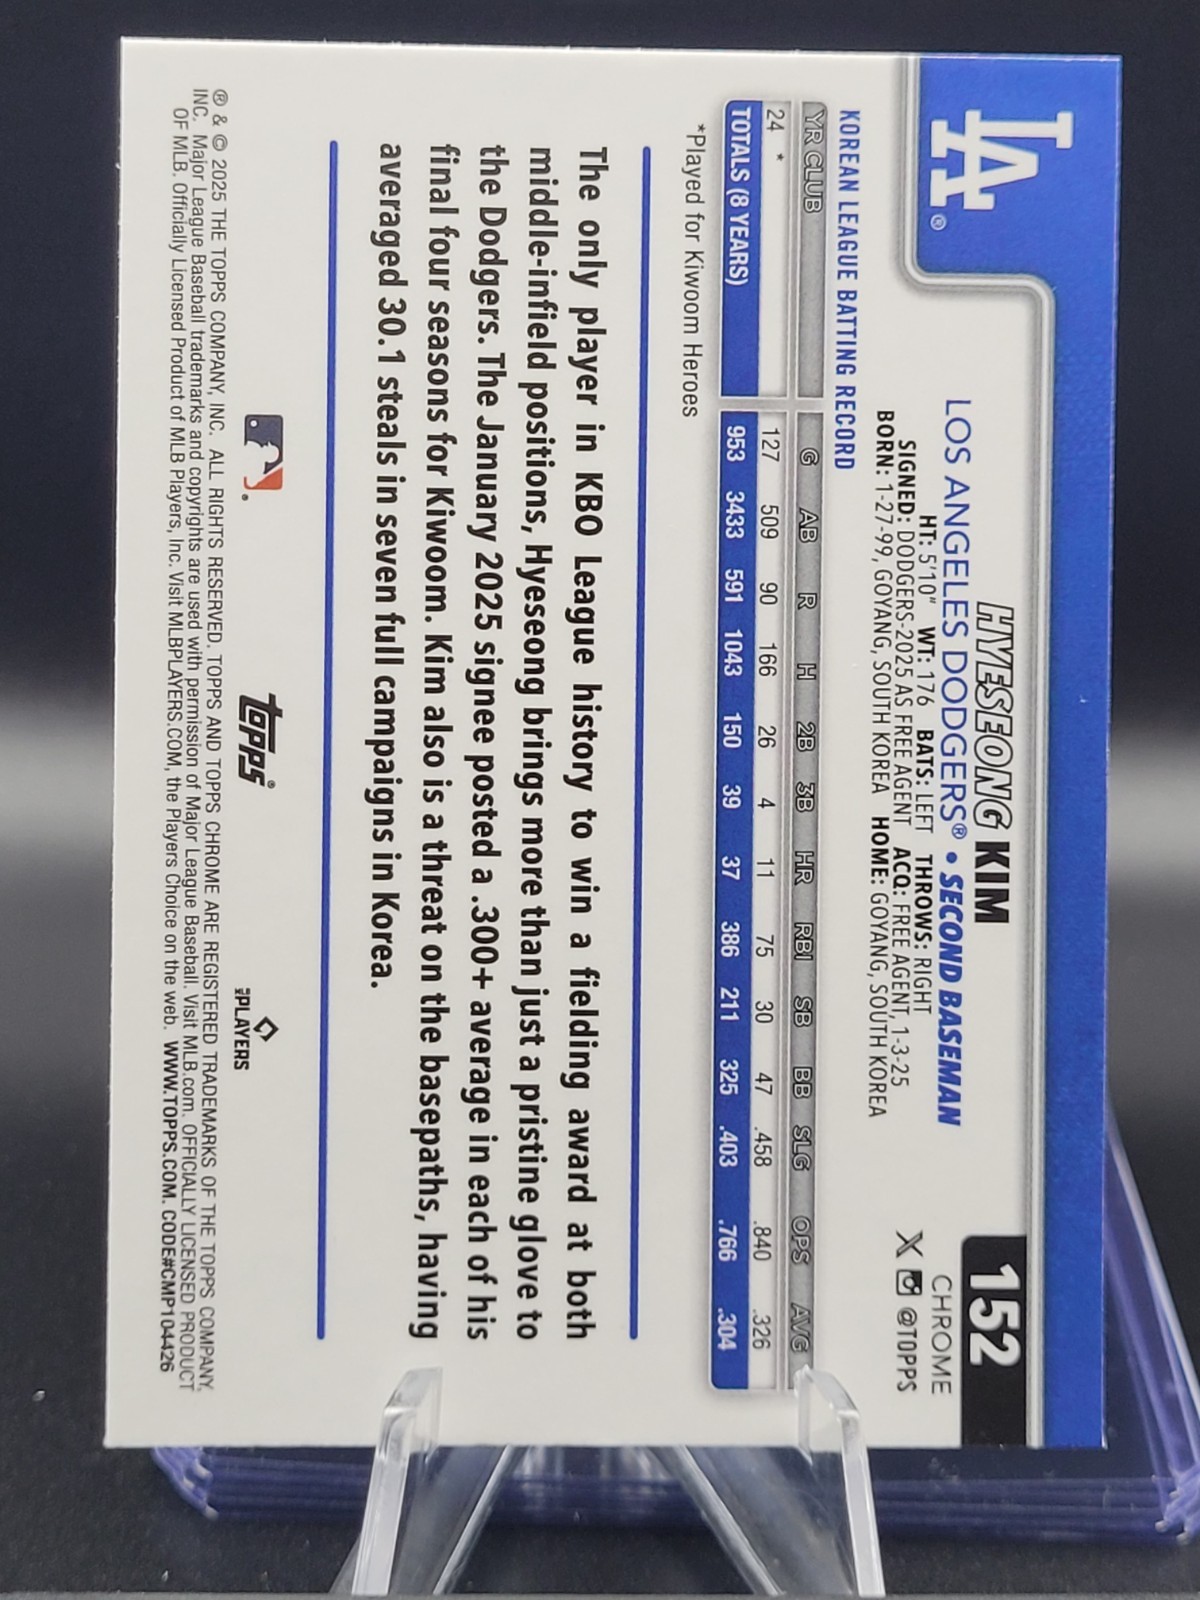 LA®
HYESEONG KIM
LOS ANGELES DODGERS® • SECOND BASEMAN
HT: 5'10" WT: 176 BATS: LEFT THROWS: RIGHT
SIGNED: DODGERS-2025 AS FREE AGENT ACQ: FREE AGENT, 1-3-25
BORN: 1-27-99, GOYANG, SOUTH KOREA HOME: GOYANG, SOUTH KOREA
152
CHROME
X @TOPPS
KOREAN LEAGUE BATTING RECORD
YR CLUB G AB R H 2B 3B HR RBI SB BB SLG OPS AVG
24 * 127 509 90 166 26 4 11 75 30 47 .458 .840 .326
TOTALS (8 YEARS) 953 3433 591 1043 150 39 37 386 211 325 .403 .766 .304
*Played for Kiwoom Heroes
The only player in KBO League history to win a fielding award at both
middle-infield positions, Hyeseong brings more than just a pristine glove to
the Dodgers. The January 2025 signee posted a .300+ average in each of his
final four seasons for Kiwoom. Kim also is a threat on the basepaths, having
averaged 30.1 steals in seven full campaigns in Korea.
topps®
MLB PLAYERS
® & © 2025 THE TOPPS COMPANY, INC. ALL RIGHTS RESERVED. TOPPS AND TOPPS CHROME ARE REGISTERED TRADEMARKS OF THE TOPPS COMPANY,
INC. Major League Baseball trademarks and copyrights are used with permission of Major League Baseball. Visit MLB.com. OFFICIALLY LICENSED PRODUCT
OF MLB. Officially Licensed Product of MLB Players, Inc. Visit MLBPLAYERS.COM, the Players Choice on the web. WWW.TOPPS.COM. CODE#CMP104426